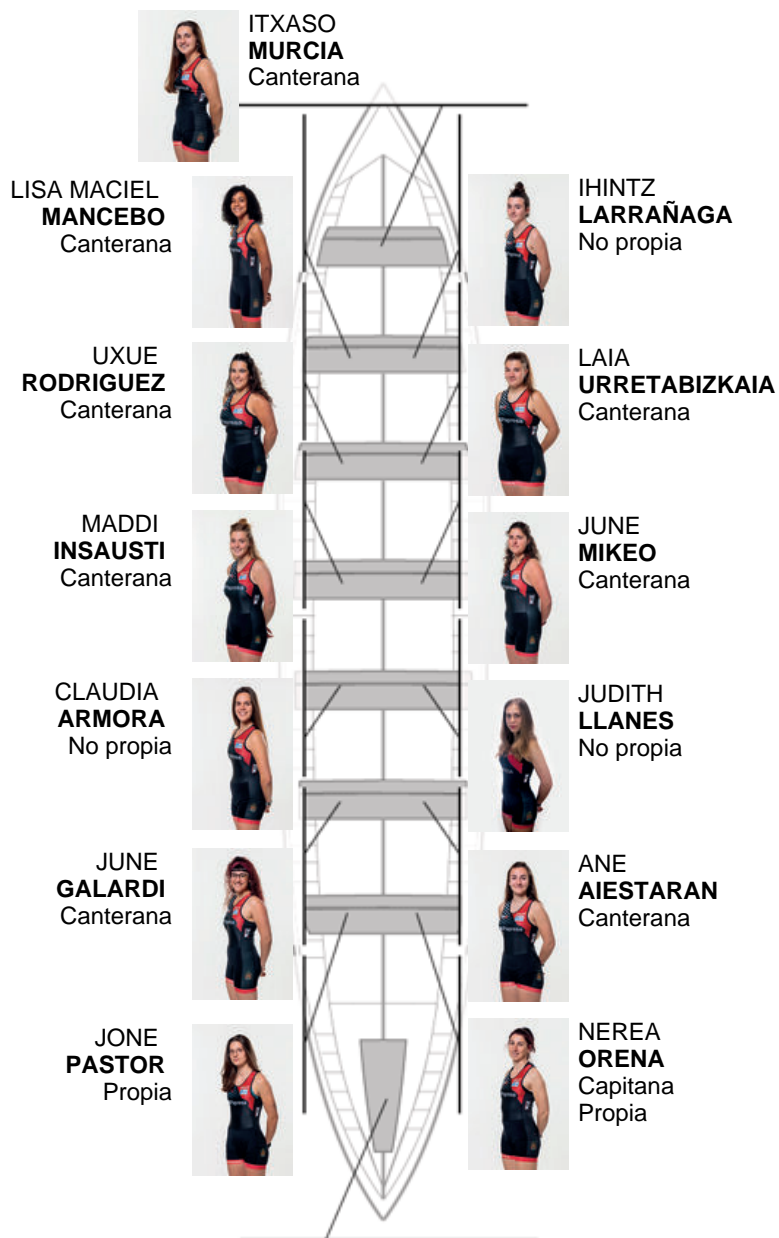 ITXASO
MURCIA
Canterana
LISA MACIEL
MANCEBO
Canterana
IHINTZ
LARRAÑAGA
No propia
UXUE
RODRIGUEZ
Canterana
LAIA
URRETABIZKAIA
Canterana
MADDI
INSAUSTI
Canterana
JUNE
MIKEO
Canterana
CLAUDIA
ARMORA
No propia
JUDITH
LLANES
No propia
JUNE
GALARDI
Canterana
ANE
AIESTARAN
Canterana
JONE
PASTOR
Propia
NEREA
ORENA
Capitana
Propia